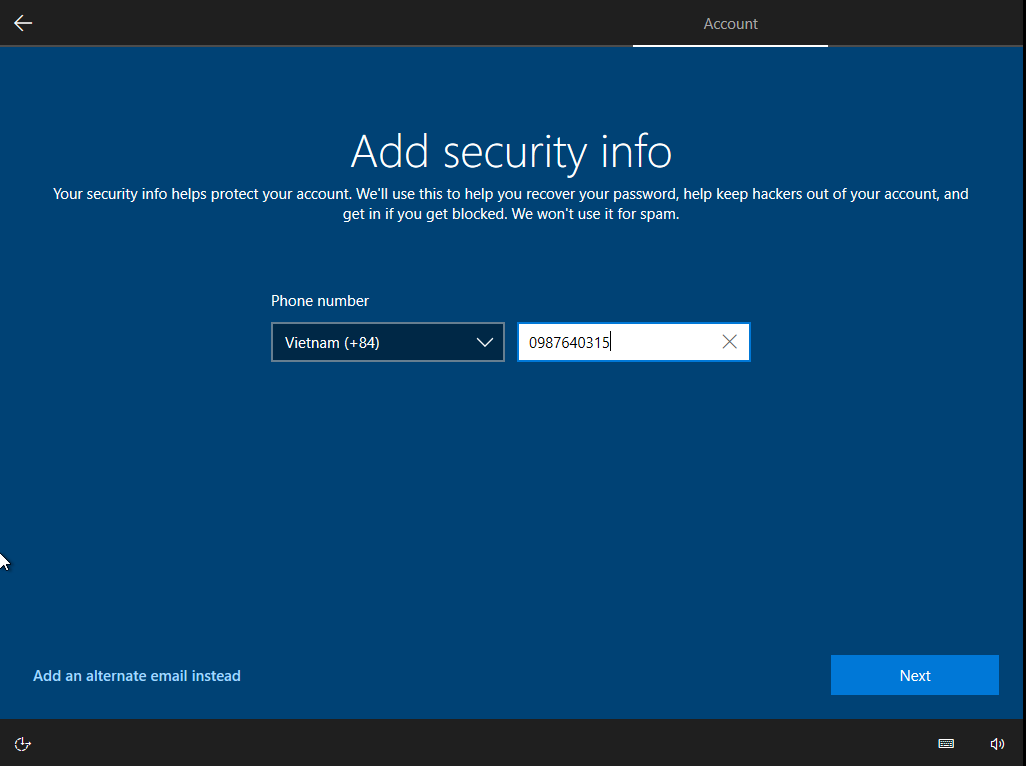 Account
Add security info
Your security info helps protect your account. We'll use this to help you recover your password, help keep hackers out of your account, and
get in if you get blocked. We won't use it for spam.
Phone number
Vietnam (+84)
0987640315
Add an alternate email instead
Next